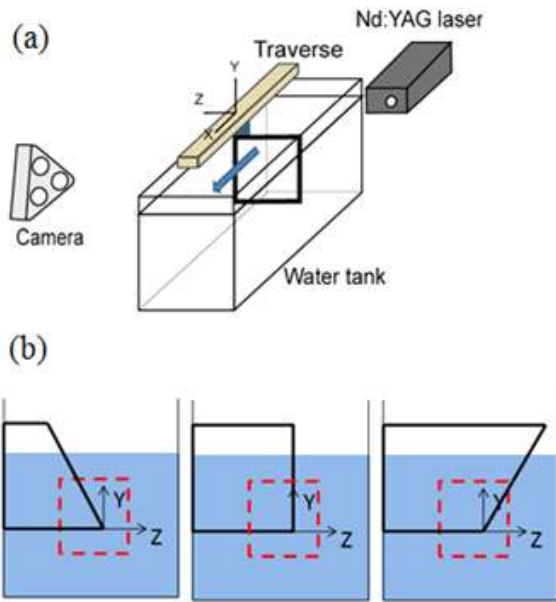 (a)
Nd:YAG laser
Traverse
Y
Z
X
Camera
Water tank
(b)
Y
Z
Y
Z
Y
Z